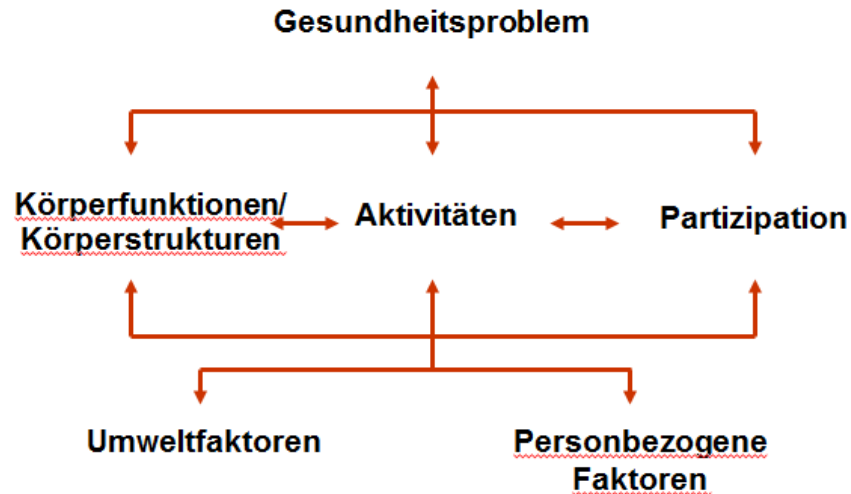 Gesundheitsproblem
Körperfunktionen/
Körperstrukturen
Aktivitäten
Partizipation
Umweltfaktoren
Personbezogene
Faktoren